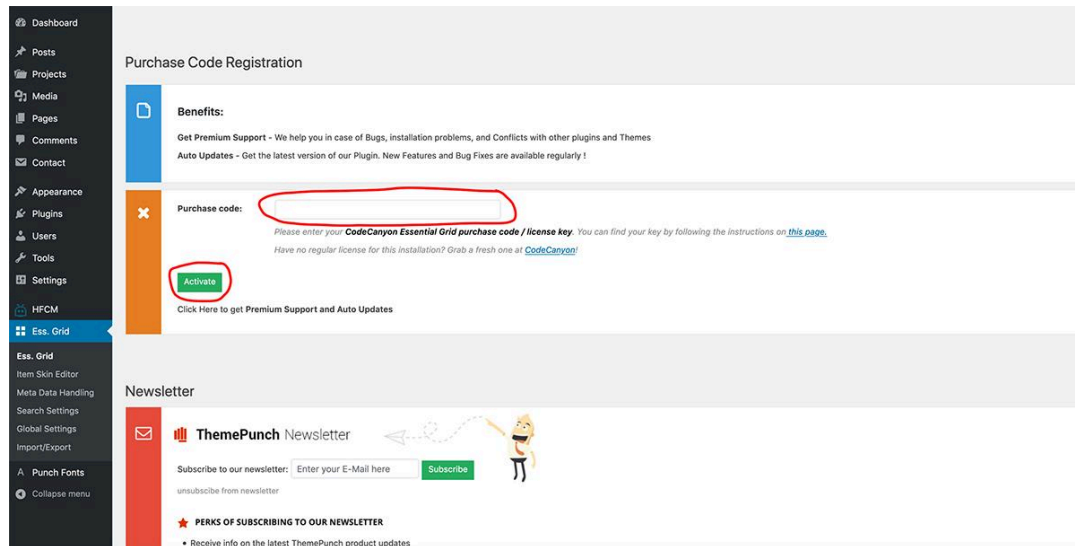 Dashboard
Posts
Projects
Media
Pages
Comments
Contact
Appearance
Plugins
Users
Tools
Settings
HFCM
Ess. Grid
Ess. Grid
Item Skin Editor
Meta Data Handling
Search Settings
Global Settings
Import/Export
Punch Fonts
Collapse menu
Purchase Code Registration
Benefits:
Get Premium Support - We help you in case of Bugs, installation problems, and Conflicts with other plugins and Themes
Auto Updates - Get the latest version of our Plugin. New Features and Bug Fixes are available regularly !
Purchase code:
Please enter your CodeCanyon Essential Grid purchase code / license key. You can find your key by following the instructions on this page.
Have no regular license for this installation? Grab a fresh one at CodeCanyon!
Activate
Click Here to get Premium Support and Auto Updates
Newsletter
ThemePunch Newsletter
Subscribe to our newsletter: Enter your E-Mail here Subscribe
unsubscibe from newsletter
PERKS OF SUBSCRIBING TO OUR NEWSLETTER
• Receive info on the latest ThemePunch product updates